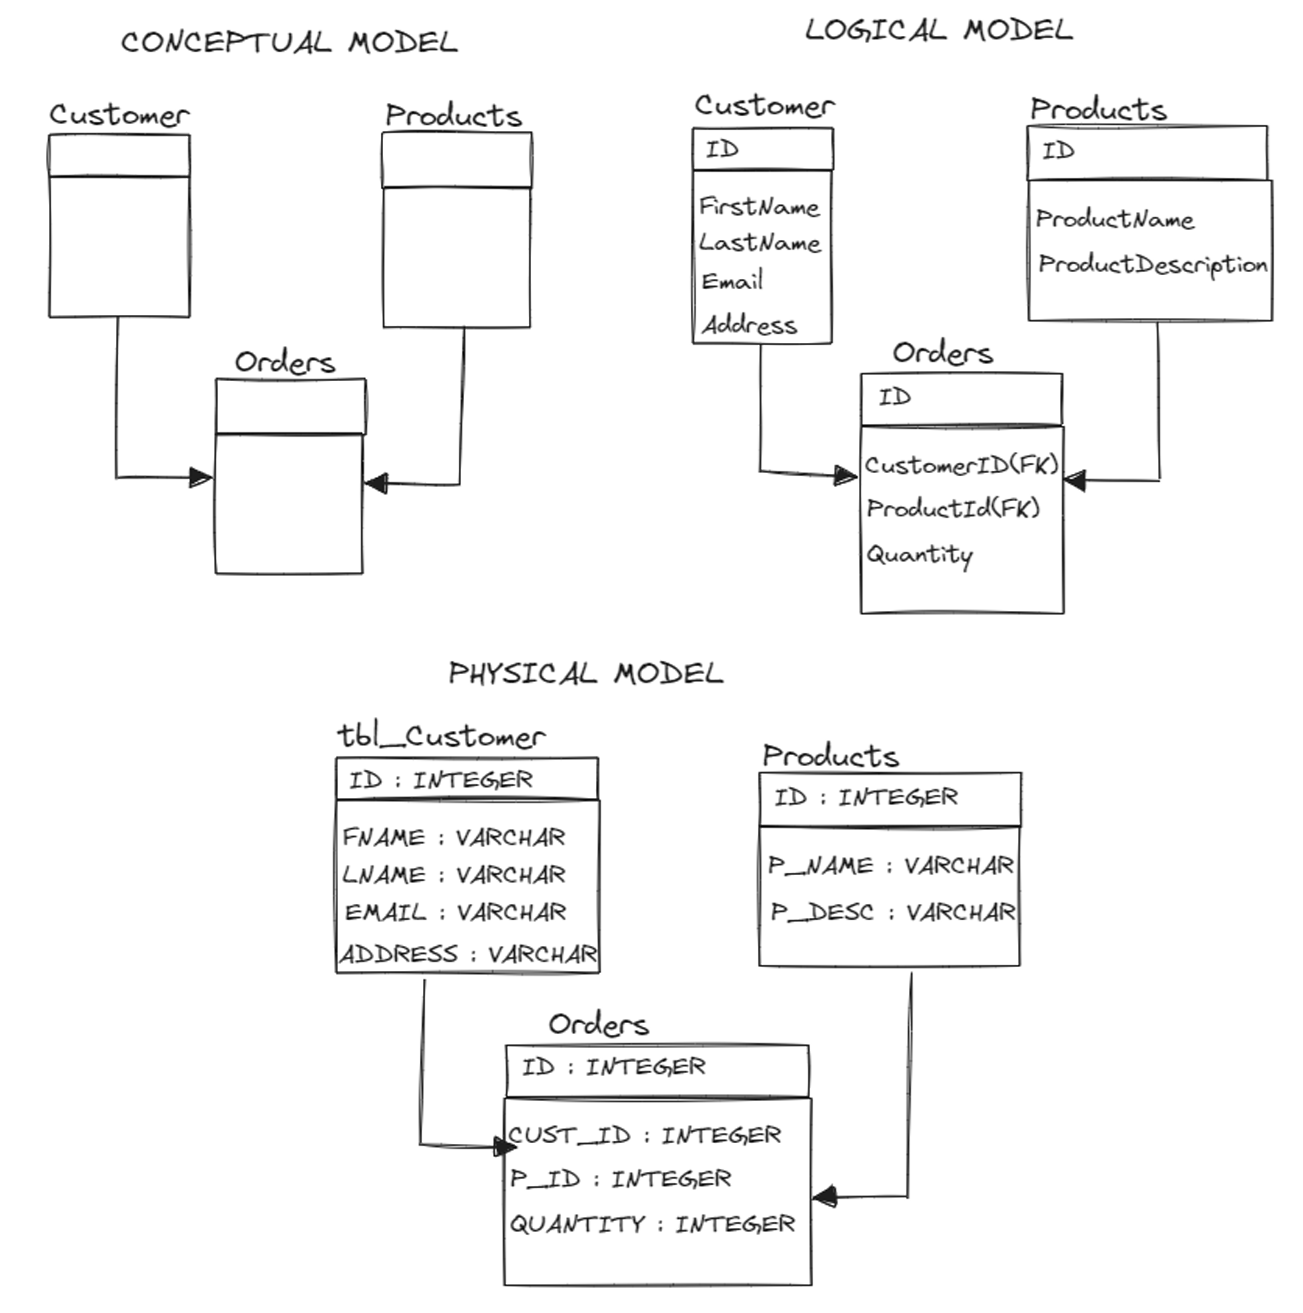 CONCEPTUAL MODEL
Customer
Products
Orders
LOGICAL MODEL
Customer
ID
FirstName
LastName
Email
Address
Products
ID
ProductName
ProductDescription
Orders
ID
CustomerID(FK)
ProductId(FK)
Quantity
PHYSICAL MODEL
tbl_Customer
ID : INTEGER
FNAME : VARCHAR
LNAME : VARCHAR
EMAIL : VARCHAR
ADDRESS : VARCHAR
Products
ID : INTEGER
P_NAME : VARCHAR
P_DESC : VARCHAR
Orders
ID : INTEGER
CUST_ID : INTEGER
P_ID : INTEGER
QUANTITY : INTEGER